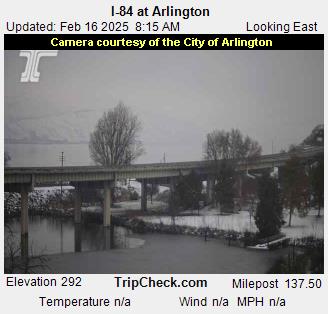 I-84 at Arlington
Updated: Feb 16 2025 8:15 AM Looking East
Camera courtesy of the City of Arlington
Elevation 292 TripCheck.com Milepost 137.50
Temperature n/a Wind n/a MPH n/a